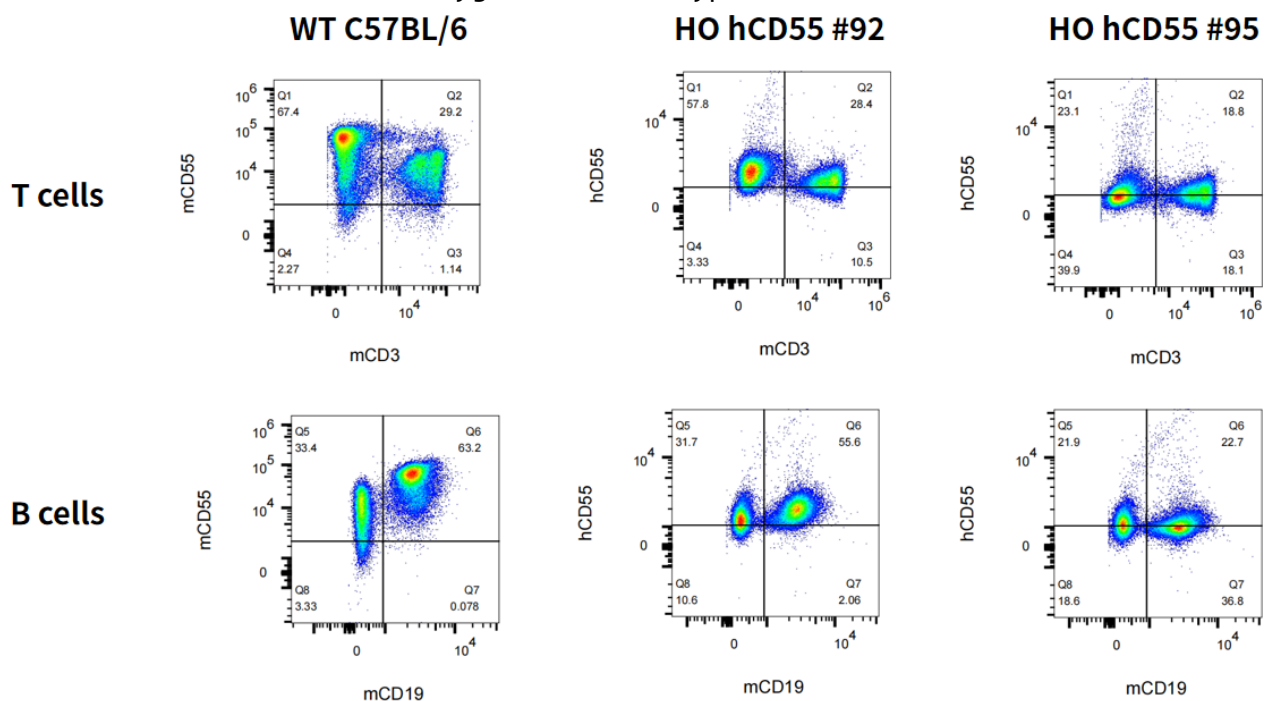 WT C57BL/6
HO hCD55 #92
HO hCD55 #95
T cells
mCD55
10^6
10^5
10^4
0
Q1
67.4
Q2
29.2
Q4
2.27
Q3
1.14
0
10^4
mCD3
hCD55
10^4
0
Q1
57.8
Q2
28.4
Q4
3.33
Q3
10.5
0
10^4
10^6
mCD3
hCD55
10^4
0
Q1
23.1
Q2
18.8
Q4
39.9
Q3
18.1
0
10^4
10^6
mCD3
B cells
mCD55
10^6
10^5
10^4
0
Q5
33.4
Q6
63.2
Q8
3.33
Q7
0.078
0
10^4
mCD19
hCD55
10^4
0
Q5
31.7
Q6
55.6
Q8
10.6
Q7
2.06
0
10^4
mCD19
hCD55
10^4
0
Q5
21.9
Q6
22.7
Q8
18.6
Q7
36.8
0
10^4
mCD19